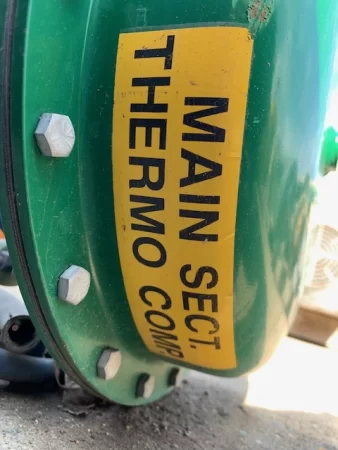 MAIN SECT.
THERMO COMP.